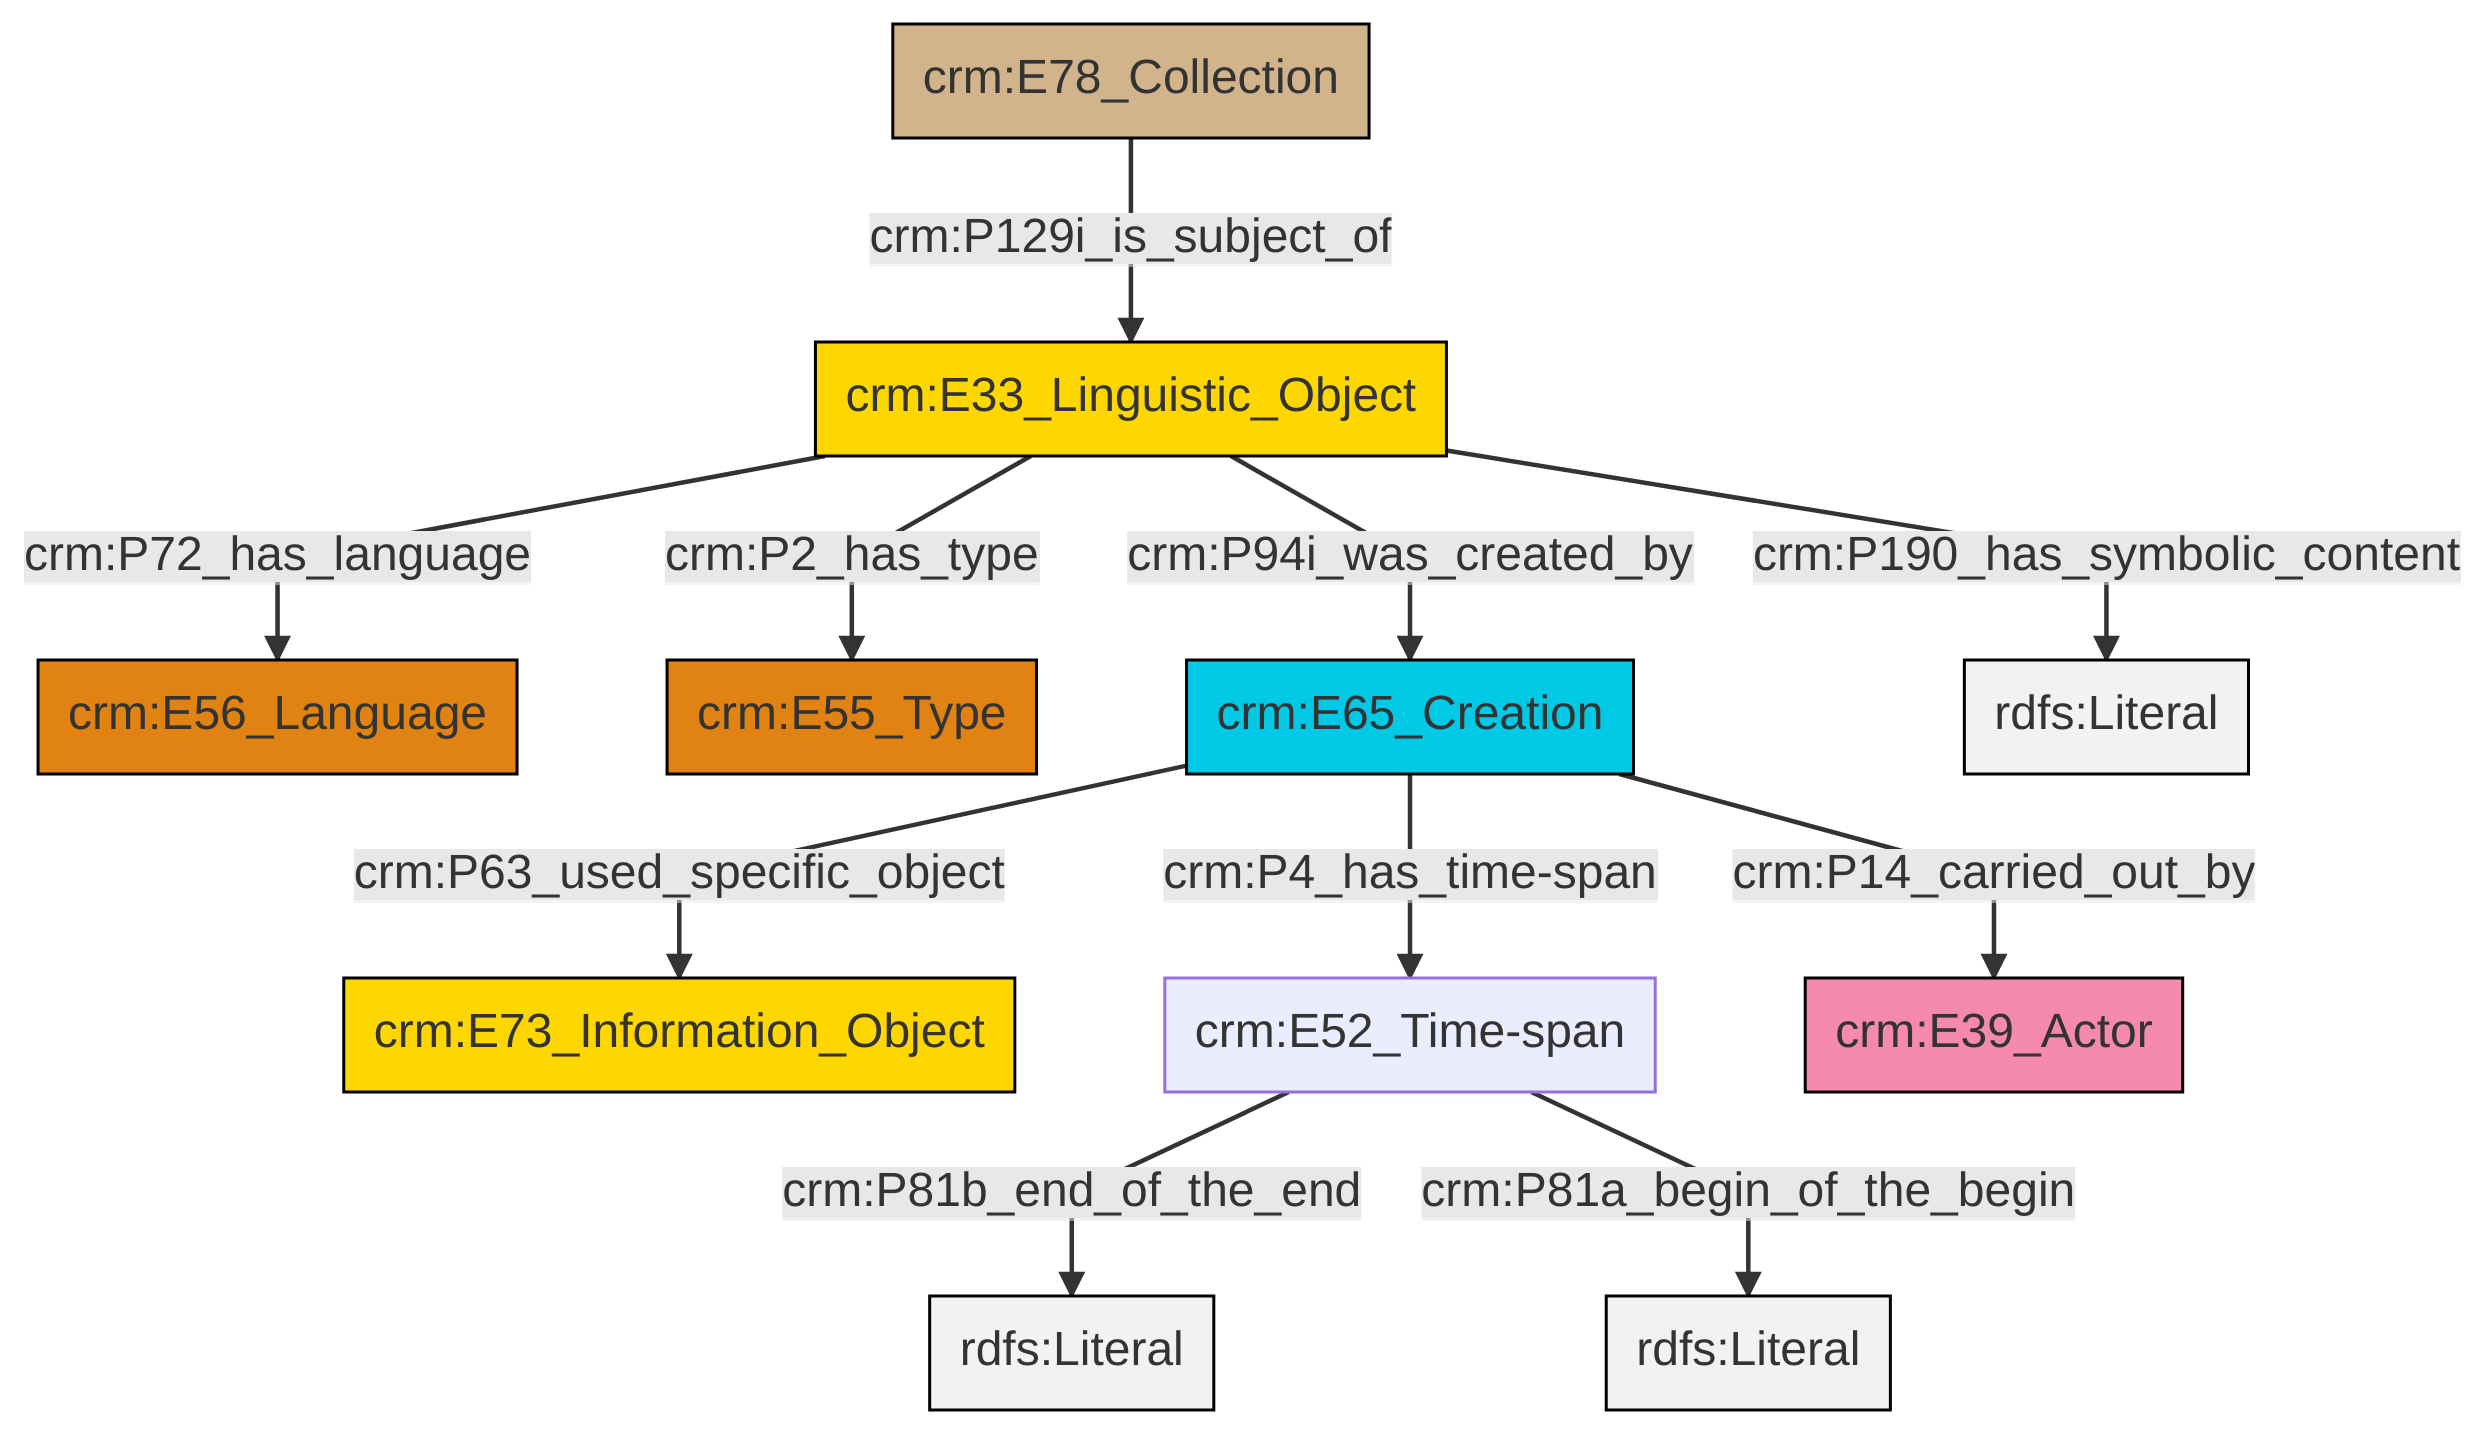 crm:E78_Collection
crm:P129i_is_subject_of
crm:E33_Linguistic_Object
crm:P72_has_language
crm:P2_has_type
crm:P94i_was_created_by
crm:P190_has_symbolic_content
crm:E56_Language
crm:E55_Type
crm:E65_Creation
rdfs:Literal
crm:P63_used_specific_object
crm:P4_has_time-span
crm:P14_carried_out_by
crm:E73_Information_Object
crm:E52_Time-span
crm:E39_Actor
crm:P81b_end_of_the_end
crm:P81a_begin_of_the_begin
rdfs:Literal
rdfs:Literal